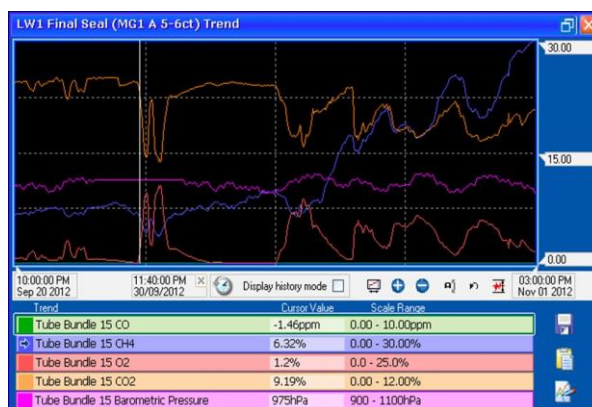 LW1 Final Seal (MG1 A 5-6ct) Trend
30.00
15.00
0.00
10:00:00 PM
Sep 20 2012
11:40:00 PM
30/09/2012
Display history mode
03:00:00 PM
Nov 01 2012
Trend Cursor Value Scale Range
Tube Bundle 15 CO -1.46ppm 0.00 - 10.00ppm
Tube Bundle 15 CH4 6.32% 0.00 - 30.00%
Tube Bundle 15 O2 1.2% 0.0 - 25.0%
Tube Bundle 15 CO2 9.19% 0.00 - 12.00%
Tube Bundle 15 Barometric Pressure 975hPa 900 - 1100hPa